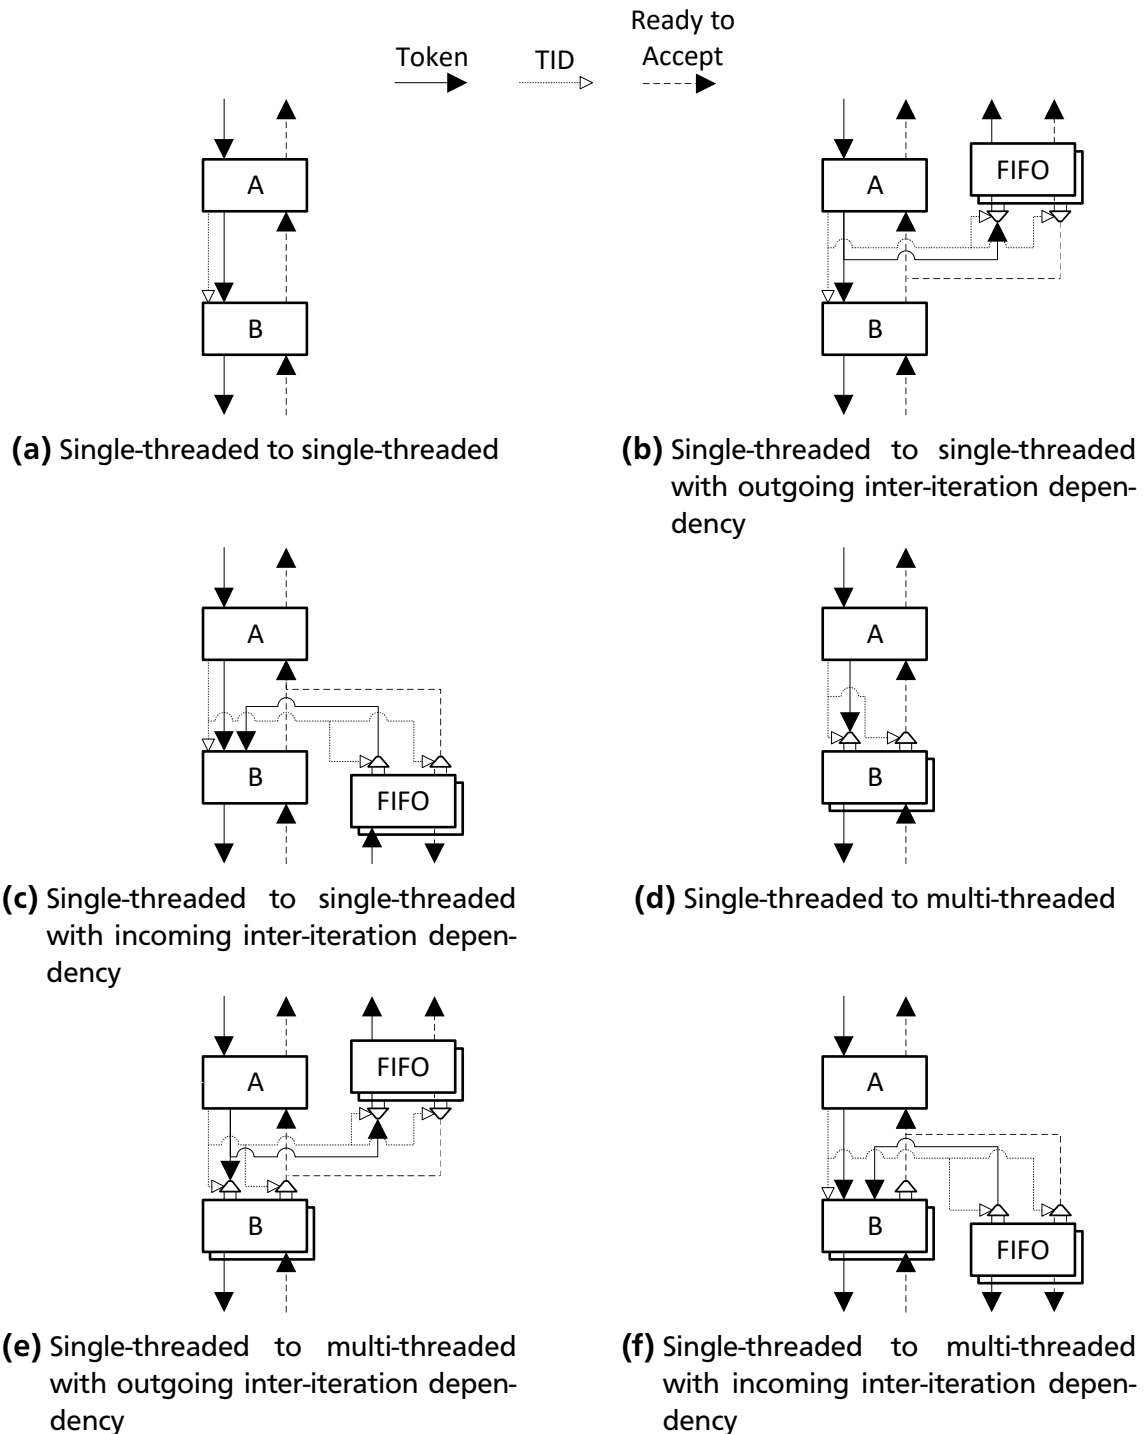 Token TID Ready to Accept
A
B
(a) Single-threaded to single-threaded
A
FIFO
B
(b) Single-threaded to single-threaded
with outgoing inter-iteration depen-
dency
A
B
FIFO
(c) Single-threaded to single-threaded
with incoming inter-iteration depen-
dency
A
B
(d) Single-threaded to multi-threaded
FIFO
A
B
(e) Single-threaded to multi-threaded
with outgoing inter-iteration depen-
dency
A
B
FIFO
(f) Single-threaded to multi-threaded
with incoming inter-iteration depen-
dency